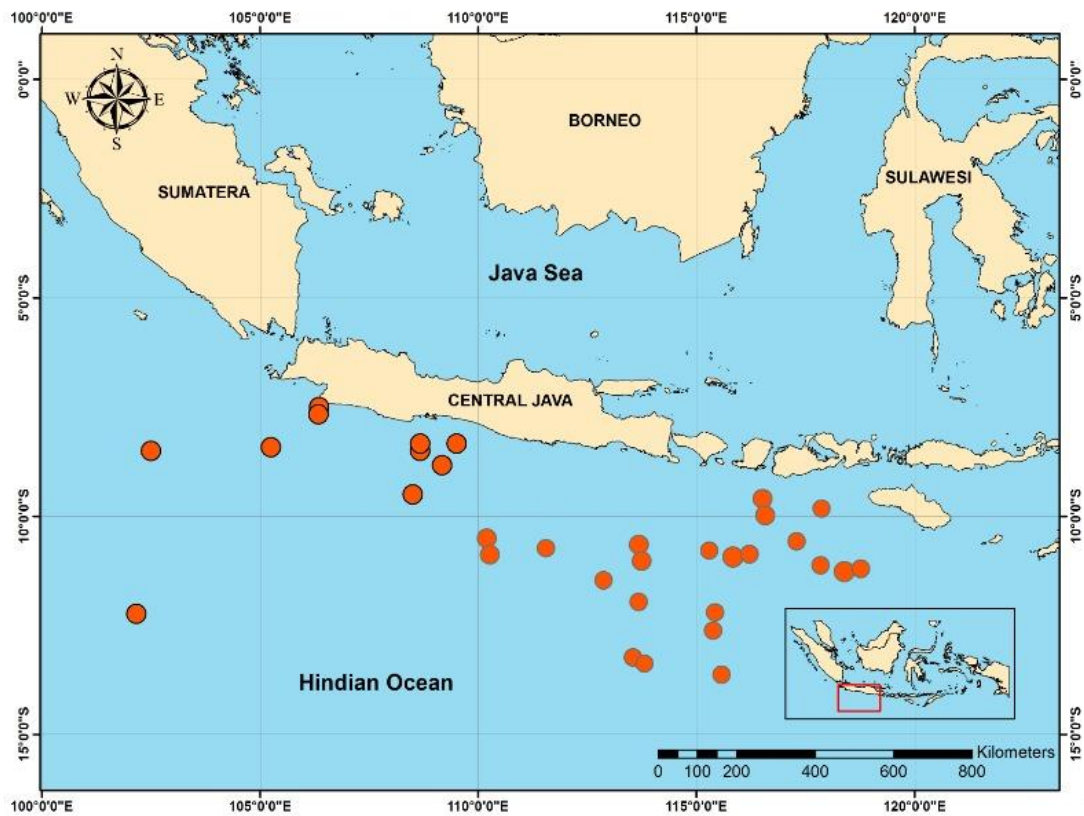 100°0'0"E 105°0'0"E 110°0'0"E 115°0'0"E 120°0'0"E
N
W E
S
0°0'0" 0°0'0"
BORNEO
SUMATERA
SULAWESI
Java Sea
5°0'0"S 5°0'0"S
CENTRAL JAVA
10°0'0"S 10°0'0"S
Hindian Ocean
15°0'0"S 15°0'0"S
Kilometers
0 100 200 400 600 800
100°0'0"E 105°0'0"E 110°0'0"E 115°0'0"E 120°0'0"E